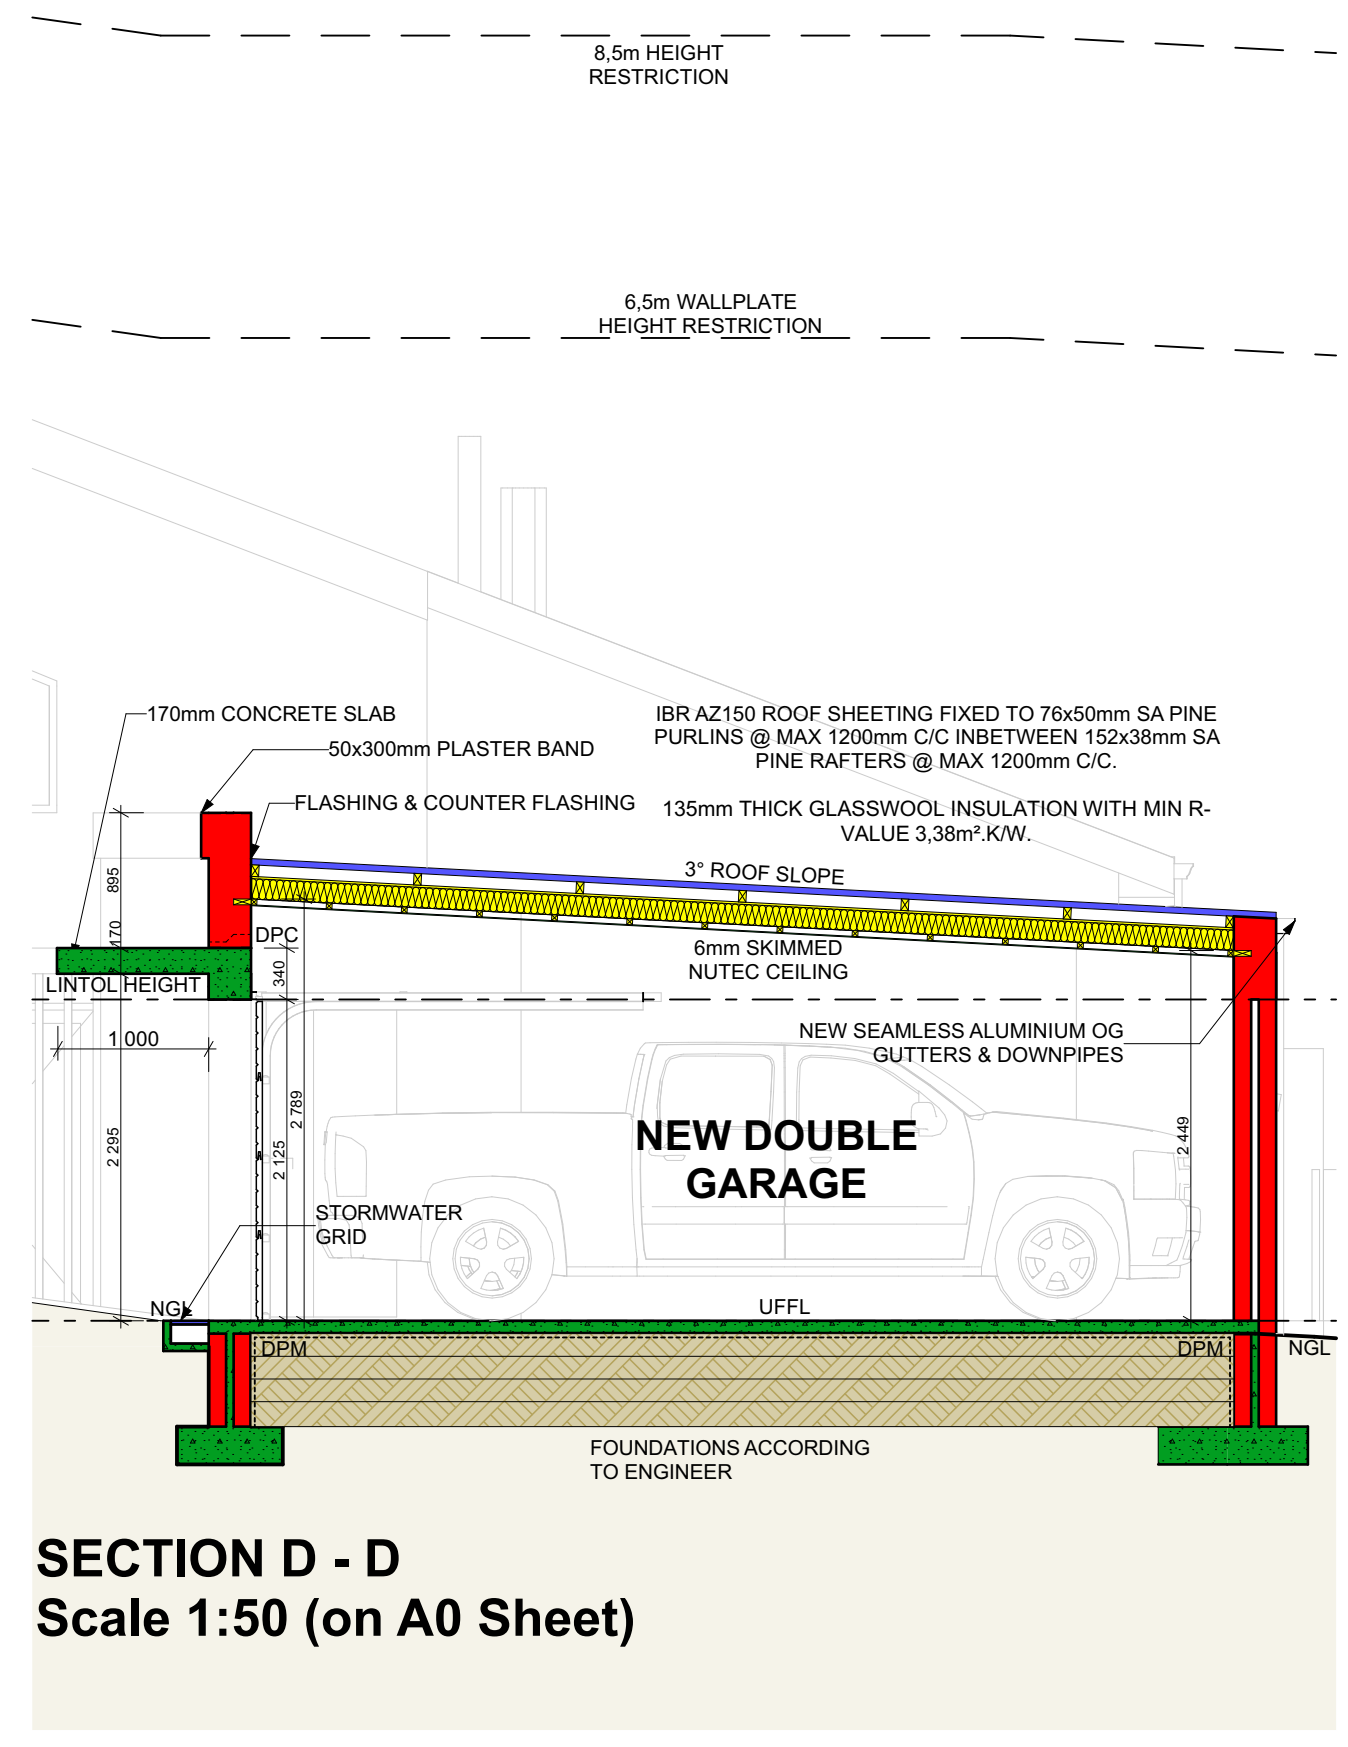 8,5m HEIGHT
RESTRICTION
6,5m WALLPLATE
HEIGHT RESTRICTION
170mm CONCRETE SLAB
50x300mm PLASTER BAND
FLASHING & COUNTER FLASHING
IBR AZ150 ROOF SHEETING FIXED TO 76x50mm SA PINE
PURLINS @ MAX 1200mm C/C INBETWEEN 152x38mm SA
PINE RAFTERS @ MAX 1200mm C/C.
135mm THICK GLASSWOOL INSULATION WITH MIN R-
VALUE 3,38m².K/W.
3° ROOF SLOPE
895
170
DPC
340
6mm SKIMMED
NUTEC CEILING
LINTOL HEIGHT
1 000
NEW SEAMLESS ALUMINIUM OG
GUTTERS & DOWNPIPES
2 295
2 125
2 789
2 449
NEW DOUBLE
GARAGE
STORMWATER
GRID
NGL
UFFL
DPM
DPM
NGL
FOUNDATIONS ACCORDING
TO ENGINEER
SECTION D - D
Scale 1:50 (on A0 Sheet)